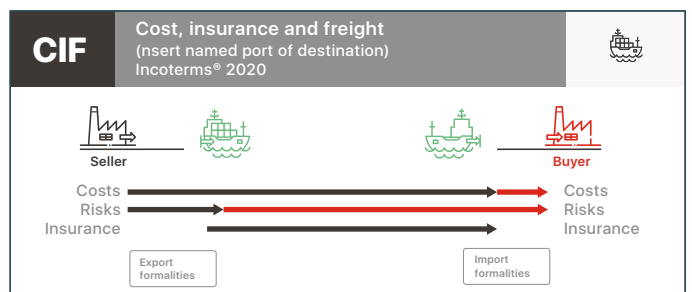 CIF
Cost, insurance and freight
(nsert named port of destination)
Incoterms® 2020
Seller
Buyer
Costs
Costs
Risks
Risks
Insurance
Insurance
Export
formalities
Import
formalities